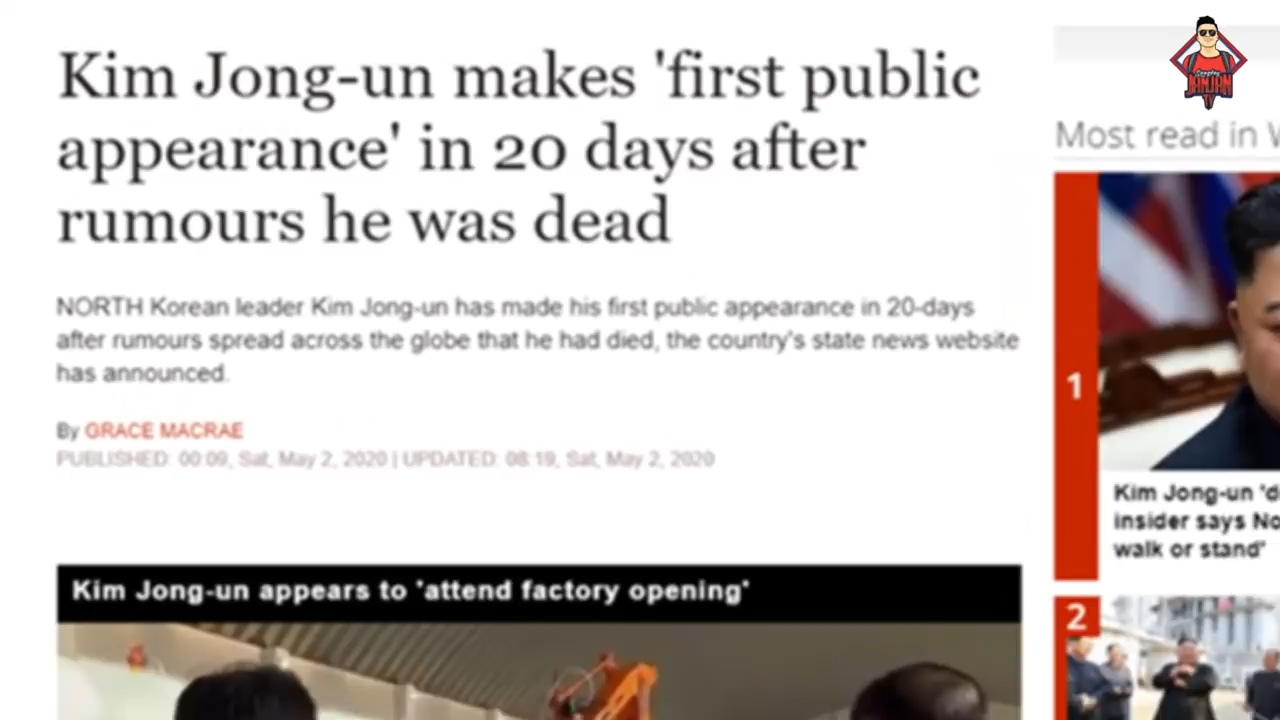 Kim Jong-un makes 'first public
appearance' in 20 days after
rumours he was dead
NORTH Korean leader Kim Jong-un has made his first public appearance in 20-days
after rumours spread across the globe that he had died, the country's state news website
has announced.
By GRACE MACRAE
PUBLISHED: 00:09, Sat, May 2, 2020 | UPDATED: 08:19, Sat, May 2, 2020
Kim Jong-un appears to 'attend factory opening'
JANJAN
Most read in
1
Kim Jong-un 'd
insider says No
walk or stand'
2